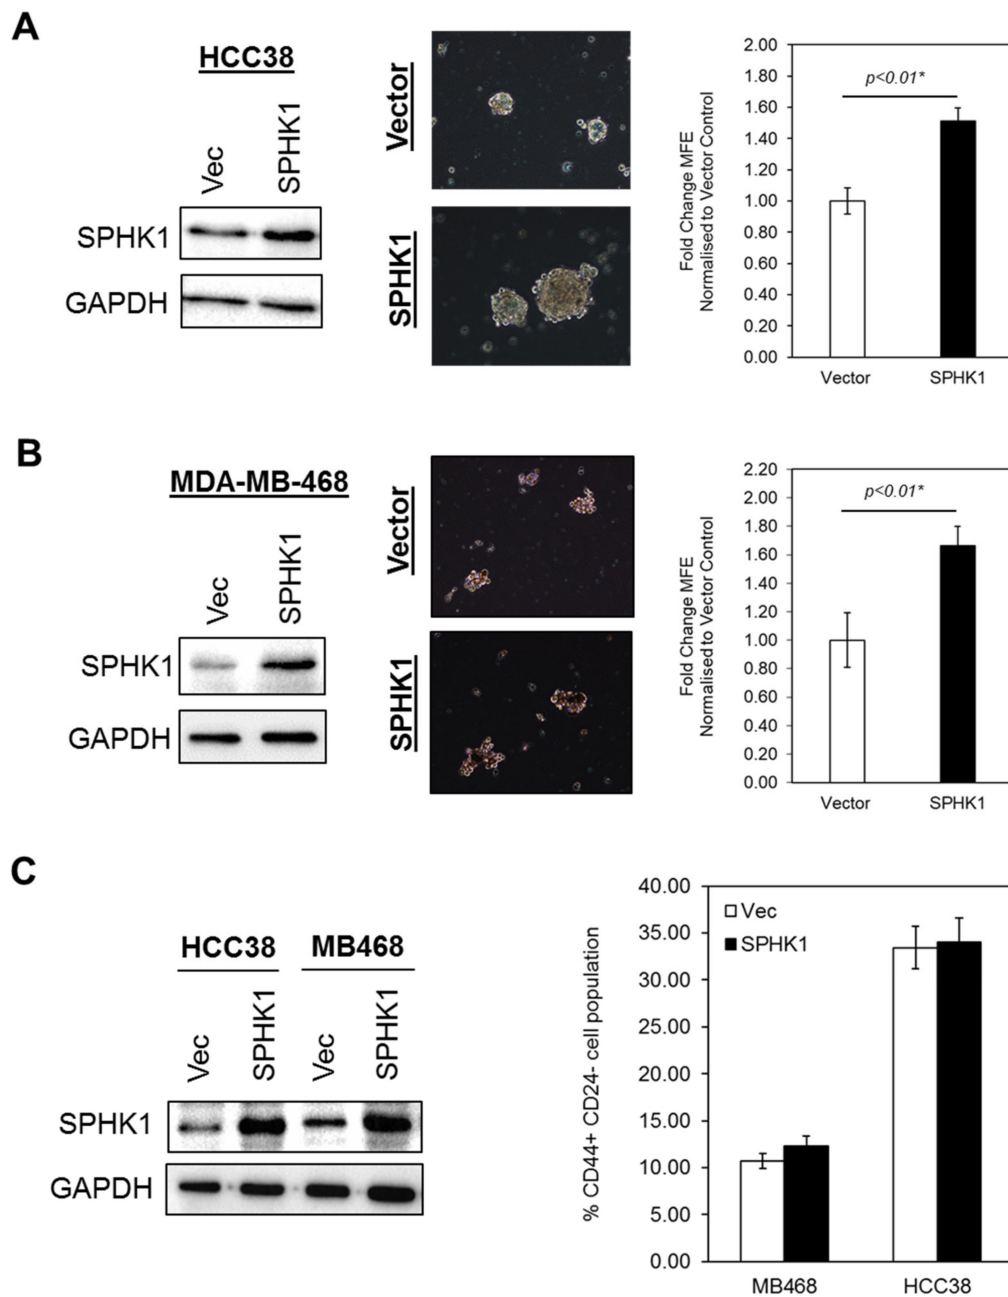 A
HCC38
Vec
SPHK1
SPHK1
GAPDH
Vector
SPHK1
Fold Change MFE
Normalised to Vector Control
2.00
1.80
1.60
1.40
1.20
1.00
0.80
0.60
0.40
0.20
0.00
p<0.01*
Vector
SPHK1
B
MDA-MB-468
Vec
SPHK1
SPHK1
GAPDH
Vector
SPHK1
Fold Change MFE
Normalised to Vector Control
2.20
2.00
1.80
1.60
1.40
1.20
1.00
0.80
0.60
0.40
0.20
0.00
p<0.01*
Vector
SPHK1
C
HCC38
MB468
Vec
SPHK1
Vec
SPHK1
SPHK1
GAPDH
% CD44+ CD24- cell population
40.00
35.00
30.00
25.00
20.00
15.00
10.00
5.00
0.00
Vec
SPHK1
MB468
HCC38